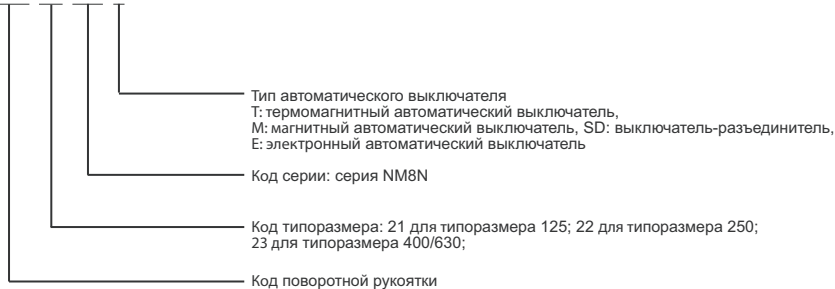 Тип автоматического выключателя
T: термомагнитный автоматический выключатель,
M: магнитный автоматический выключатель, SD: выключатель-разъединитель,
E: электронный автоматический выключатель
Код серии: серия NM8N
Код типоразмера: 21 для типоразмера 125; 22 для типоразмера 250;
23 для типоразмера 400/630;
Код поворотной рукоятки